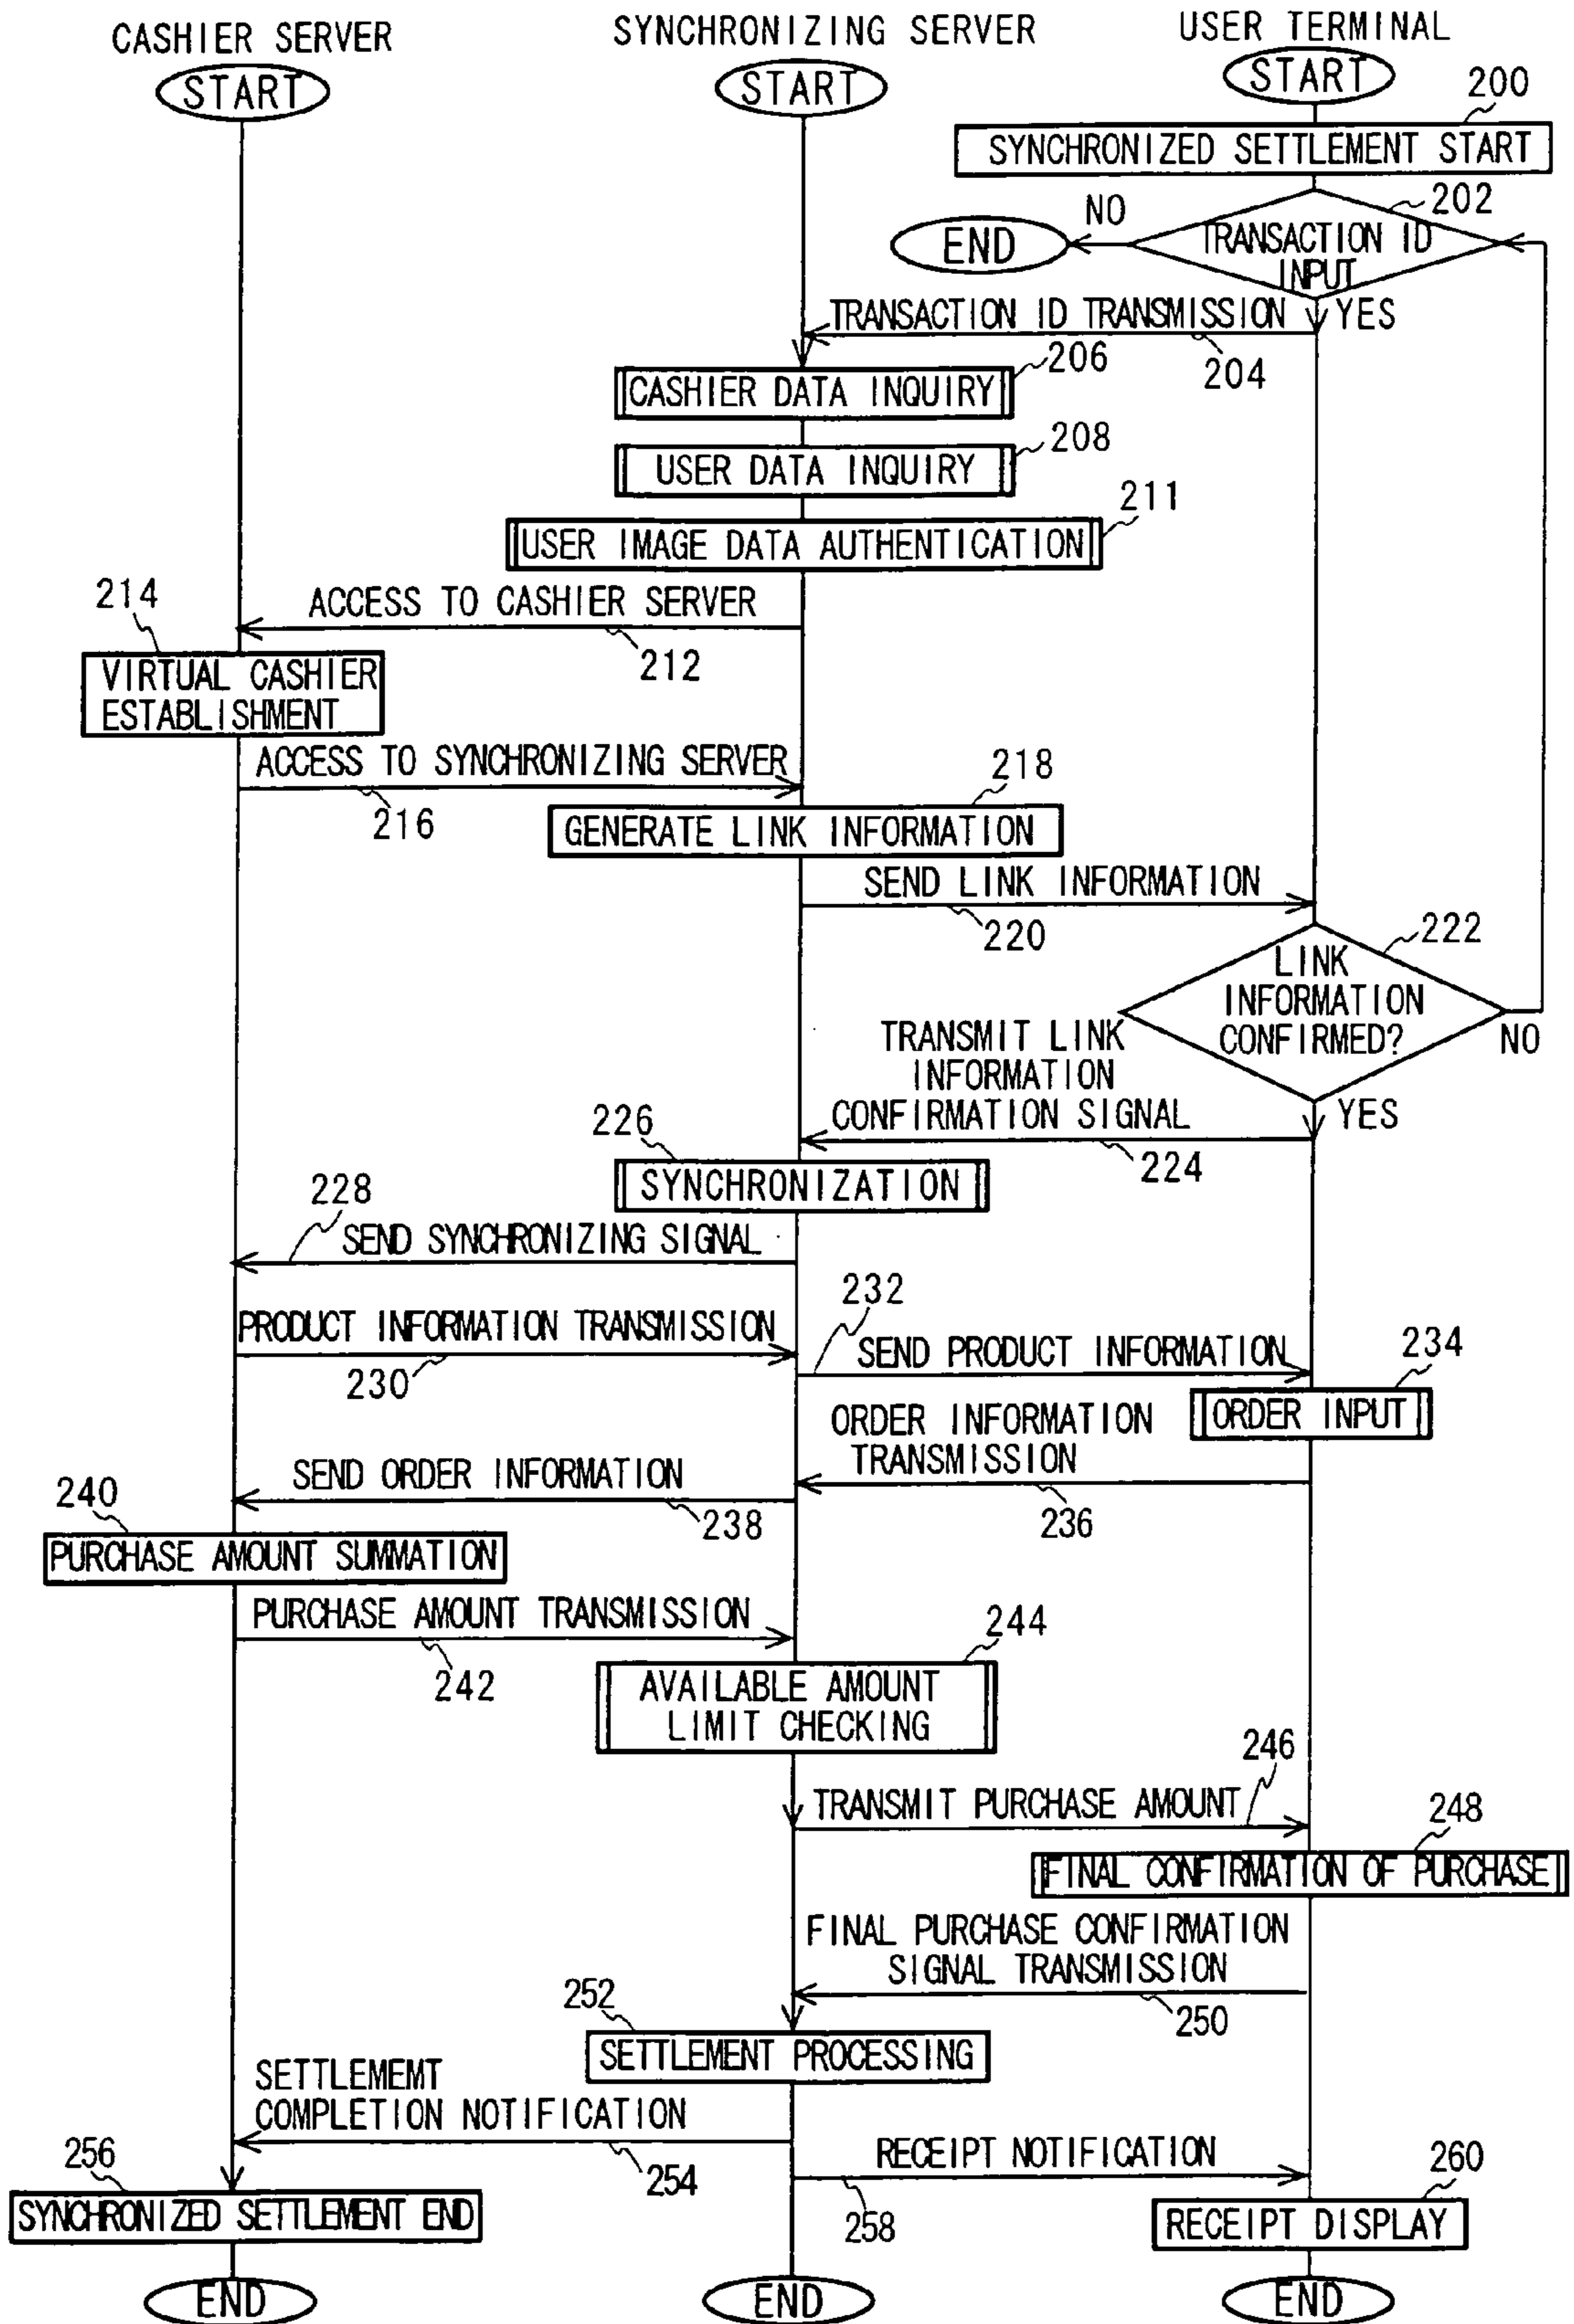 CASHIER SERVER
SYNCHRONIZING SERVER
USER TERMINAL
START
START
START
200
SYNCHRONIZED SETTLEMENT START
202
NO
END
TRANSACTION ID
INPUT
TRANSACTION ID TRANSMISSION
YES
204
206
CASHIER DATA INQUIRY
208
USER DATA INQUIRY
211
USER IMAGE DATA AUTHENTICATION
214
ACCESS TO CASHIER SERVER
212
VIRTUAL CASHIER
ESTABLISHMENT
ACCESS TO SYNCHRONIZING SERVER
216
218
GENERATE LINK INFORMATION
SEND LINK INFORMATION
220
222
LINK
INFORMATION
CONFIRMED?
NO
TRANSMIT LINK
INFORMATION
CONFIRMATION SIGNAL
YES
224
226
SYNCHRONIZATION
228
SEND SYNCHRONIZING SIGNAL
PRODUCT INFORMATION TRANSMISSION
230
232
SEND PRODUCT INFORMATION
234
ORDER INPUT
ORDER INFORMATION
TRANSMISSION
236
SEND ORDER INFORMATION
238
240
PURCHASE AMOUNT SUMMATION
PURCHASE AMOUNT TRANSMISSION
242
244
AVAILABLE AMOUNT
LIMIT CHECKING
246
TRANSMIT PURCHASE AMOUNT
248
FINAL CONFIRMATION OF PURCHASE
FINAL PURCHASE CONFIRMATION
SIGNAL TRANSMISSION
250
252
SETTLEMENT PROCESSING
SETTLEMEMT
COMPLETION NOTIFICATION
254
256
SYNCHRONIZED SETTLEMENT END
RECEIPT NOTIFICATION
258
260
RECEIPT DISPLAY
END
END
END